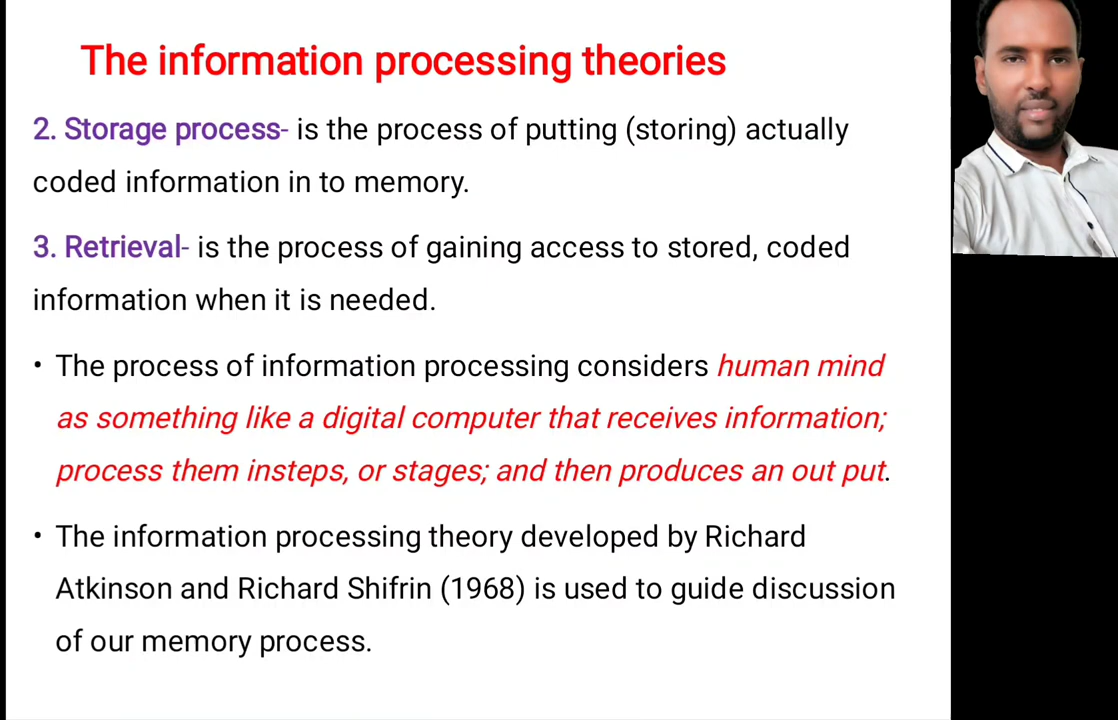 The information processing theories
2. Storage process- is the process of putting (storing) actually
coded information in to memory.
3. Retrieval- is the process of gaining access to stored, coded
information when it is needed.
• The process of information processing considers human mind
as something like a digital computer that receives information;
process them insteps, or stages; and then produces an out put.
• The information processing theory developed by Richard
Atkinson and Richard Shifrin (1968) is used to guide discussion
of our memory process.